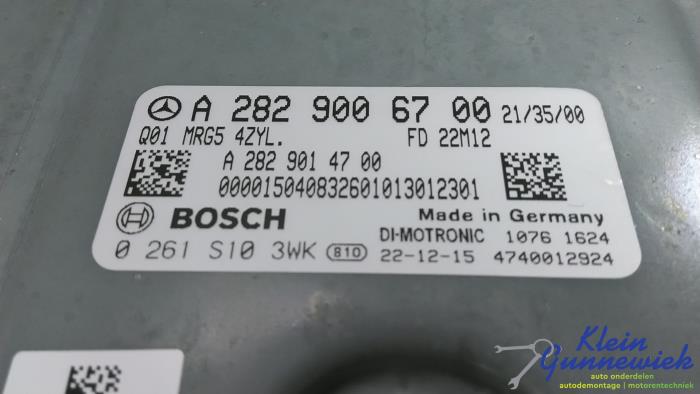 A 282 900 67 00 21/35/00
Q01 MRG5 4ZYL. FD 22M12
A 282 901 47 00
000015040832601013012301
BOSCH Made in Germany
DI-MOTRONIC 1076 1624
0 261 S10 3WK 810 22-12-15 4740012924
Klein
Gunnewiek
auto onderdelen
autodemontage | motorentechniek